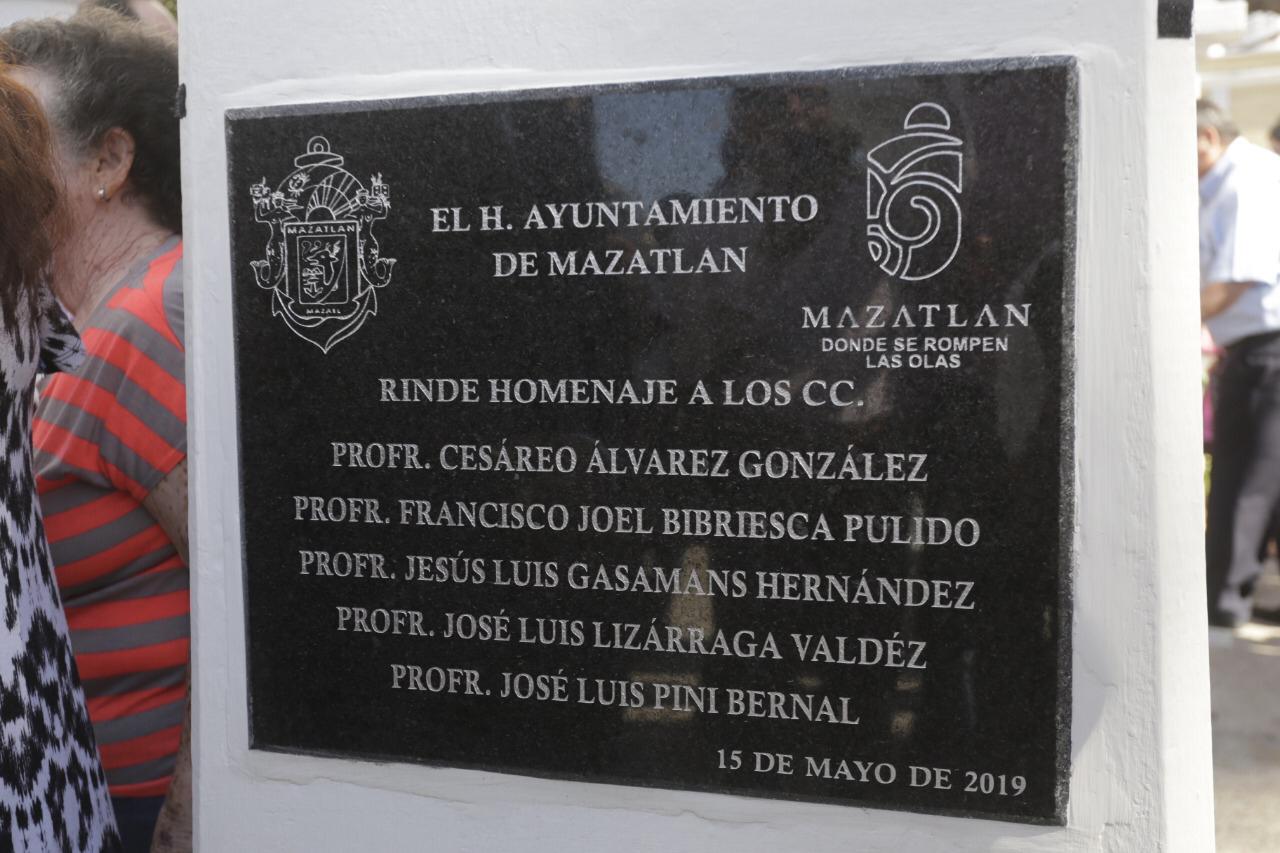 MAZATLAN
MAZATL
EL H. AYUNTAMIENTO
DE MAZATLAN
MAZATLAN
DONDE SE ROMPEN
LAS OLAS
RINDE HOMENAJE A LOS CC.
PROFR. CESÁREO ÁLVAREZ GONZÁLEZ
PROFR. FRANCISCO JOEL BIBRIESCA PULIDO
PROFR. JESÚS LUIS GASAMANS HERNÁNDEZ
PROFR. JOSÉ LUIS LIZÁRRAGA VALDÉZ
PROFR. JOSÉ LUIS PINI BERNAL
15 DE MAYO DE 2019